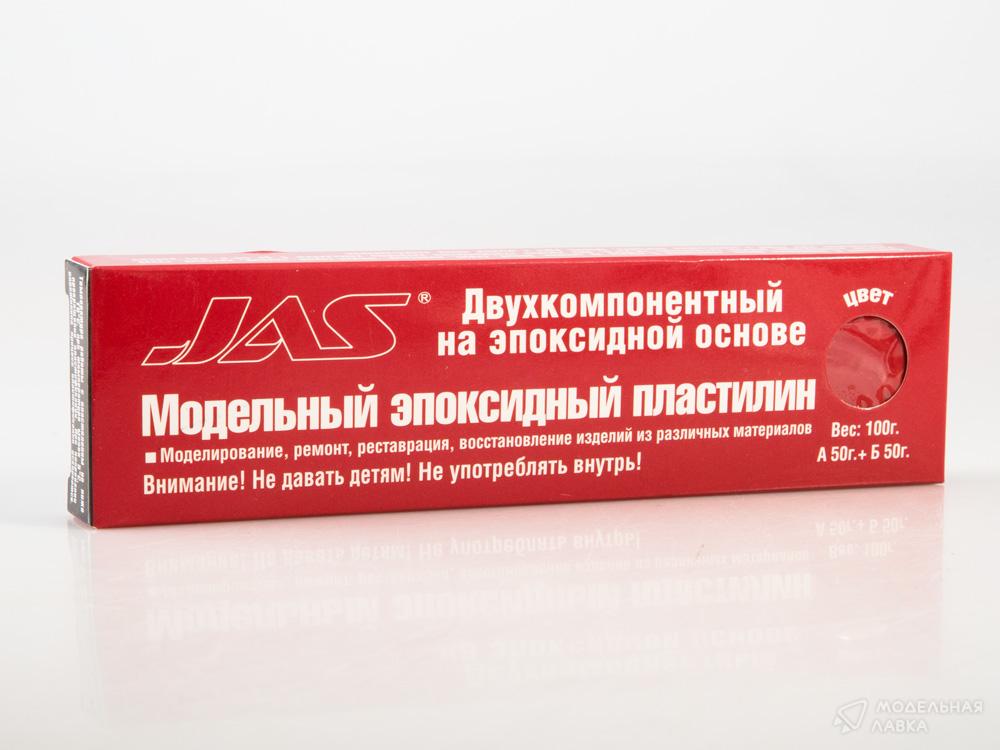 JAS®
Двухкомпонентный
на эпоксидной основе
цвет
Модельный эпоксидный пластилин
■ Моделирование, ремонт, реставрация, восстановление изделий из различных материалов
Внимание! Не давать детям! Не употреблять внутрь!
Вес: 100г.
А 50г.+ Б 50г.
МОДЕЛЬНАЯ
ЛАВКА